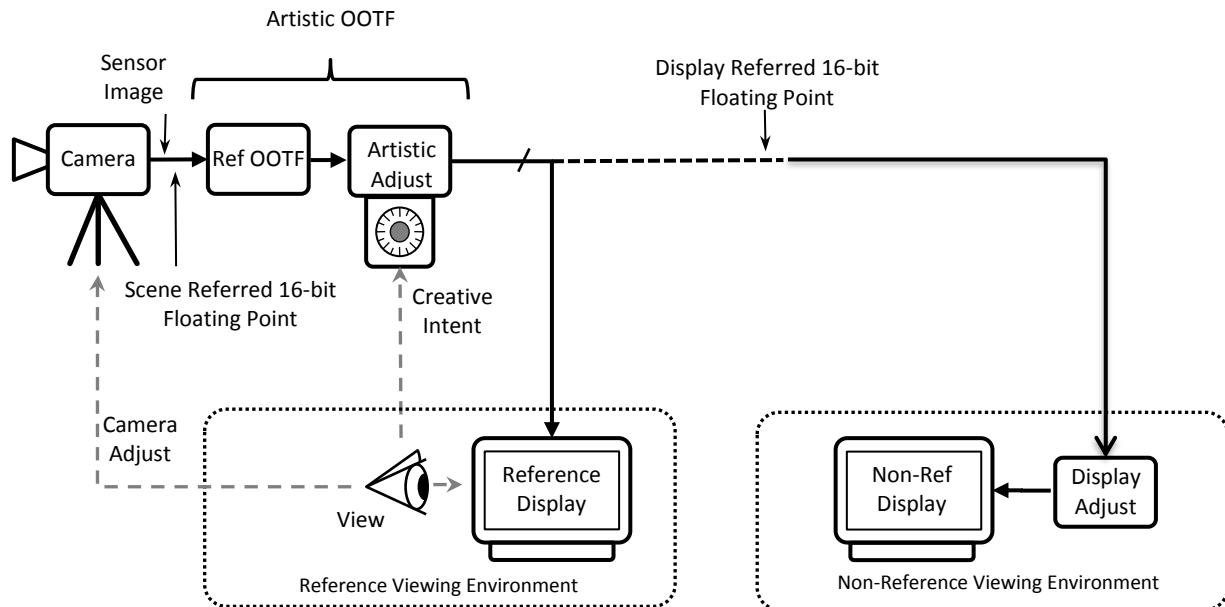 Artistic OOTF
Sensor
Image
Display Referred 16-bit
Floating Point
Camera
Ref OOTF
Artistic
Adjust
Scene Referred 16-bit
Floating Point
Creative
Intent
Camera
Adjust
View
Reference
Display
Reference Viewing Environment
Non-Ref
Display
Display
Adjust
Non-Reference Viewing Environment